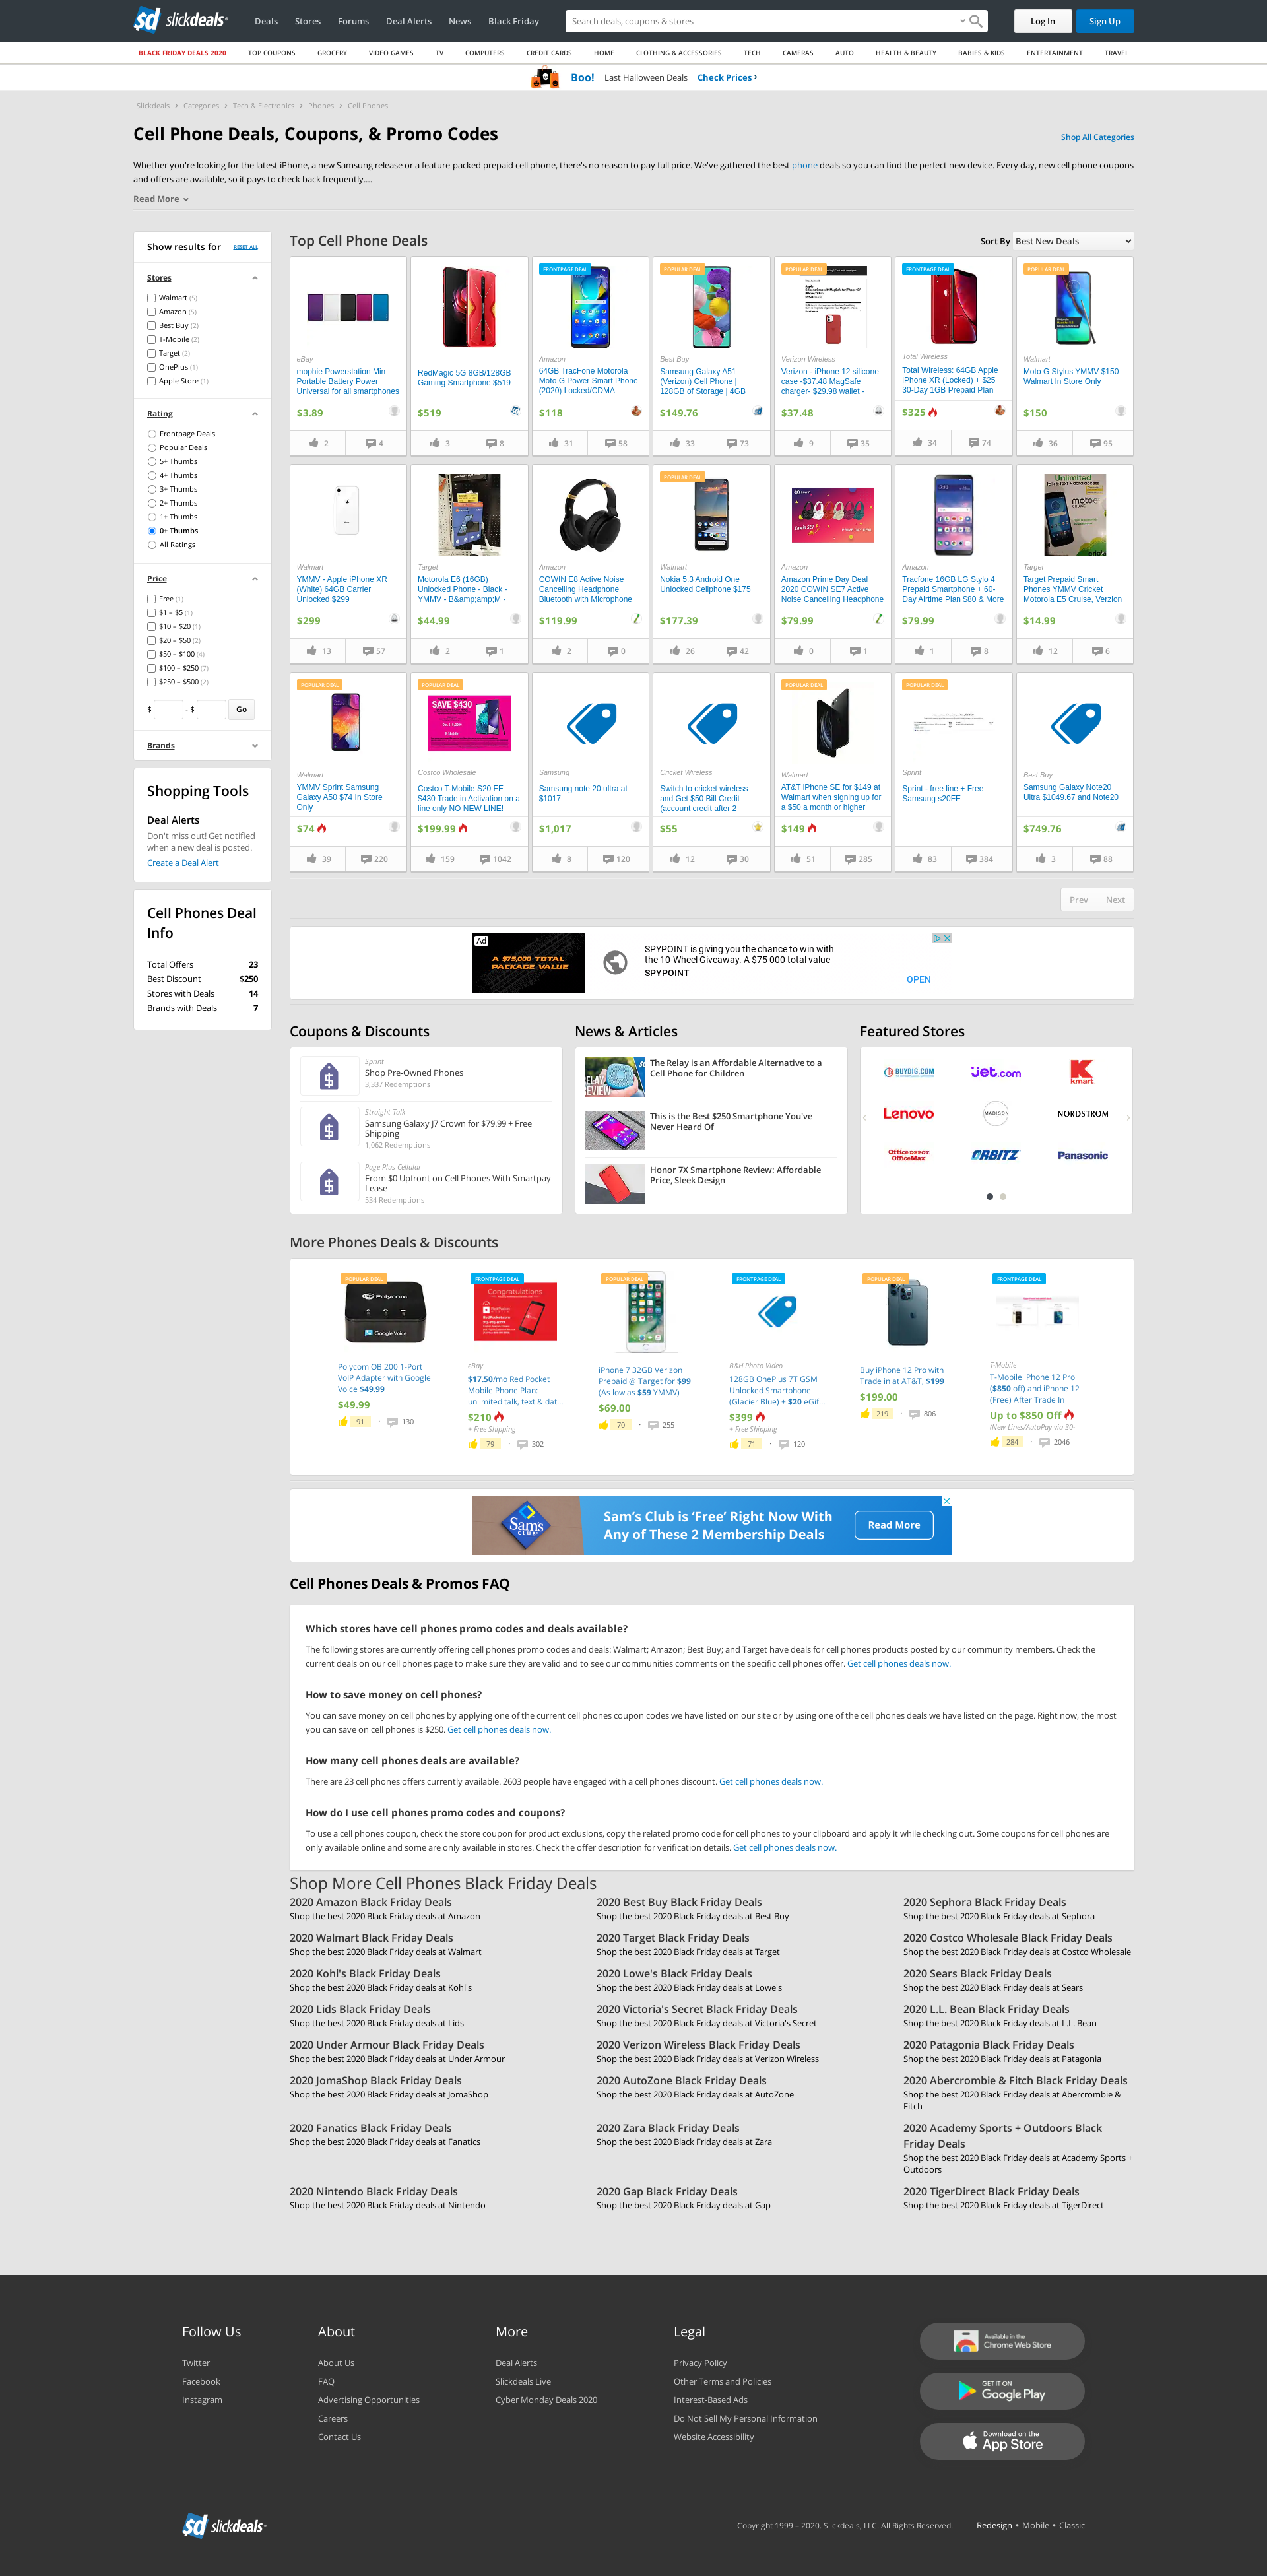 slickdeals
Deals Stores Forums Deal Alerts News Black Friday
Search deals, coupons & stores
Log In
Sign Up
BLACK FRIDAY DEALS 2020 TOP COUPONS GROCERY VIDEO GAMES TV COMPUTERS CREDIT CARDS HOME CLOTHING & ACCESSORIES TECH CAMERAS AUTO HEALTH & BEAUTY BABIES & KIDS ENTERTAINMENT TRAVEL
Boo! Last Halloween Deals Check Prices
Slickdeals > Categories > Tech & Electronics > Phones > Cell Phones
Cell Phone Deals, Coupons, & Promo Codes
Shop All Categories
Whether you're looking for the latest iPhone, a new Samsung release or a feature-packed prepaid cell phone, there's no reason to pay full price. We've gathered the best phone deals so you can find the perfect new device. Every day, new cell phone coupons
and offers are available, so it pays to check back frequently....
Read More
Show results for RESET ALL
Stores
Walmart (5)
Amazon (5)
Best Buy (2)
T-Mobile (2)
Target (2)
OnePlus (1)
Apple Store (1)
Rating
Frontpage Deals
Popular Deals
5+ Thumbs
4+ Thumbs
3+ Thumbs
2+ Thumbs
1+ Thumbs
0+ Thumbs
All Ratings
Price
Free (1)
$1 – $5 (1)
$10 – $20 (1)
$20 – $50 (2)
$50 – $100 (4)
$100 – $250 (7)
$250 – $500 (2)
$ - $ Go
Brands
Shopping Tools
Deal Alerts
Don't miss out! Get notified
when a new deal is posted.
Create a Deal Alert
Cell Phones Deal
Info
Total Offers 23
Best Discount $250
Stores with Deals 14
Brands with Deals 7
Top Cell Phone Deals
Sort By Best New Deals
eBay
mophie Powerstation Min
Portable Battery Power
Universal for all smartphones
$3.89
2 4
RedMagic 5G 8GB/128GB
Gaming Smartphone $519
$519
3 8
FRONTPAGE DEAL
Amazon
64GB TracFone Motorola
Moto G Power Smart Phone
(2020) Locked/CDMA
$118
31 58
POPULAR DEAL
Best Buy
Samsung Galaxy A51
(Verizon) Cell Phone |
128GB of Storage | 4GB
$149.76
33 73
POPULAR DEAL
Verizon Wireless
Verizon - iPhone 12 silicone
case -$37.48 MagSafe
charger- $29.98 wallet -
$37.48
9 35
FRONTPAGE DEAL
Total Wireless
Total Wireless: 64GB Apple
iPhone XR (Locked) + $25
30-Day 1GB Prepaid Plan
$325
34 74
POPULAR DEAL
Walmart
Moto G Stylus YMMV $150
Walmart In Store Only
$150
36 95
Walmart
YMMV - Apple iPhone XR
(White) 64GB Carrier
Unlocked $299
$299
13 57
Target
Motorola E6 (16GB)
Unlocked Phone - Black -
YMMV - B&amp;amp;M -
$44.99
2 1
Amazon
COWIN E8 Active Noise
Cancelling Headphone
Bluetooth with Microphone
$119.99
2 0
POPULAR DEAL
Walmart
Nokia 5.3 Android One
Unlocked Cellphone $175
$177.39
26 42
PRIME DAY DEAL
Amazon
Amazon Prime Day Deal
2020 COWIN SE7 Active
Noise Cancelling Headphone
$79.99
0 1
Amazon
Tracfone 16GB LG Stylo 4
Prepaid Smartphone + 60-
Day Airtime Plan $80 & More
$79.99
1 8
Unlimited
talk & text + data access
moto e
Target
Target Prepaid Smart
Phones YMMV Cricket
Motorola E5 Cruise, Verzion
$14.99
12 6
POPULAR DEAL
Walmart
YMMV Sprint Samsung
Galaxy A50 $74 In Store
Only
$74
39 220
POPULAR DEAL
SAVE $430
Costco Wholesale
Costco T-Mobile S20 FE
$430 Trade in Activation on a
line only NO NEW LINE!
$199.99
159 1042
Samsung
Samsung note 20 ultra at
$1017
$1,017
8 120
Cricket Wireless
Switch to cricket wireless
and Get $50 Bill Credit
(account credit after 2
$55
12 30
POPULAR DEAL
Walmart
AT&T iPhone SE for $149 at
Walmart when signing up for
a $50 a month or higher
$149
51 285
POPULAR DEAL
Sprint
Sprint - free line + Free
Samsung s20FE
83 384
Best Buy
Samsung Galaxy Note20
Ultra $1049.67 and Note20
$749.76
3 88
Prev Next
Ad
A $75,000 TOTAL
PACKAGE VALUE
SPYPOINT is giving you the chance to win with
the 10-Wheel Giveaway. A $75 000 total value
SPYPOINT
OPEN
Coupons & Discounts
Sprint
Shop Pre-Owned Phones
3,337 Redemptions
Straight Talk
Samsung Galaxy J7 Crown for $79.99 + Free
Shipping
1,062 Redemptions
Page Plus Cellular
From $0 Upfront on Cell Phones With Smartpay
Lease
534 Redemptions
News & Articles
The Relay is an Affordable Alternative to a
Cell Phone for Children
This is the Best $250 Smartphone You've
Never Heard Of
Honor 7X Smartphone Review: Affordable
Price, Sleek Design
Featured Stores
BUYDIG.COM jet.com kmart
Lenovo MADISON NORDSTROM
Office DEPOT
OfficeMax ORBITZ Panasonic
More Phones Deals & Discounts
POPULAR DEAL
Polycom
Google Voice
Polycom OBi200 1-Port
VoIP Adapter with Google
Voice $49.99
$49.99
91 · 130
FRONTPAGE DEAL
Congratulations
eBay
$17.50/mo Red Pocket
Mobile Phone Plan:
unlimited talk, text & dat...
$210
+ Free Shipping
79 · 302
POPULAR DEAL
iPhone 7 32GB Verizon
Prepaid @ Target for $99
(As low as $59 YMMV)
$69.00
70 · 255
FRONTPAGE DEAL
B&H Photo Video
128GB OnePlus 7T GSM
Unlocked Smartphone
(Glacier Blue) + $20 eGif...
$399
+ Free Shipping
71 · 120
POPULAR DEAL
Buy iPhone 12 Pro with
Trade in at AT&T, $199
$199.00
219 · 806
FRONTPAGE DEAL
T-Mobile
T-Mobile iPhone 12 Pro
($850 off) and iPhone 12
(Free) After Trade In
Up to $850 Off
(New Lines/AutoPay via 30-
284 · 2046
Sam's CLUB
Sam's Club is 'Free' Right Now With
Any of These 2 Membership Deals
Read More
Cell Phones Deals & Promos FAQ
Which stores have cell phones promo codes and deals available?
The following stores are currently offering cell phones promo codes and deals: Walmart; Amazon; Best Buy; and Target have deals for cell phones products posted by our community members. Check the
current deals on our cell phones page to make sure they are valid and to see our communities comments on the specific cell phones offer. Get cell phones deals now.
How to save money on cell phones?
You can save money on cell phones by applying one of the current cell phones coupon codes we have listed on our site or by using one of the cell phones deals we have listed on the page. Right now, the most
you can save on cell phones is $250. Get cell phones deals now.
How many cell phones deals are available?
There are 23 cell phones offers currently available. 2603 people have engaged with a cell phones discount. Get cell phones deals now.
How do I use cell phones promo codes and coupons?
To use a cell phones coupon, check the store coupon for product exclusions, copy the related promo code for cell phones to your clipboard and apply it while checking out. Some coupons for cell phones are
only available online and some are only available in stores. Check the offer description for verification details. Get cell phones deals now.
Shop More Cell Phones Black Friday Deals
2020 Amazon Black Friday Deals
Shop the best 2020 Black Friday deals at Amazon
2020 Best Buy Black Friday Deals
Shop the best 2020 Black Friday deals at Best Buy
2020 Sephora Black Friday Deals
Shop the best 2020 Black Friday deals at Sephora
2020 Walmart Black Friday Deals
Shop the best 2020 Black Friday deals at Walmart
2020 Target Black Friday Deals
Shop the best 2020 Black Friday deals at Target
2020 Costco Wholesale Black Friday Deals
Shop the best 2020 Black Friday deals at Costco Wholesale
2020 Kohl's Black Friday Deals
Shop the best 2020 Black Friday deals at Kohl's
2020 Lowe's Black Friday Deals
Shop the best 2020 Black Friday deals at Lowe's
2020 Sears Black Friday Deals
Shop the best 2020 Black Friday deals at Sears
2020 Lids Black Friday Deals
Shop the best 2020 Black Friday deals at Lids
2020 Victoria's Secret Black Friday Deals
Shop the best 2020 Black Friday deals at Victoria's Secret
2020 L.L. Bean Black Friday Deals
Shop the best 2020 Black Friday deals at L.L. Bean
2020 Under Armour Black Friday Deals
Shop the best 2020 Black Friday deals at Under Armour
2020 Verizon Wireless Black Friday Deals
Shop the best 2020 Black Friday deals at Verizon Wireless
2020 Patagonia Black Friday Deals
Shop the best 2020 Black Friday deals at Patagonia
2020 JomaShop Black Friday Deals
Shop the best 2020 Black Friday deals at JomaShop
2020 AutoZone Black Friday Deals
Shop the best 2020 Black Friday deals at AutoZone
2020 Abercrombie & Fitch Black Friday Deals
Shop the best 2020 Black Friday deals at Abercrombie &
Fitch
2020 Fanatics Black Friday Deals
Shop the best 2020 Black Friday deals at Fanatics
2020 Zara Black Friday Deals
Shop the best 2020 Black Friday deals at Zara
2020 Academy Sports + Outdoors Black
Friday Deals
Shop the best 2020 Black Friday deals at Academy Sports +
Outdoors
2020 Nintendo Black Friday Deals
Shop the best 2020 Black Friday deals at Nintendo
2020 Gap Black Friday Deals
Shop the best 2020 Black Friday deals at Gap
2020 TigerDirect Black Friday Deals
Shop the best 2020 Black Friday deals at TigerDirect
Follow Us
Twitter
Facebook
Instagram
About
About Us
FAQ
Advertising Opportunities
Careers
Contact Us
More
Deal Alerts
Slickdeals Live
Cyber Monday Deals 2020
Legal
Privacy Policy
Other Terms and Policies
Interest-Based Ads
Do Not Sell My Personal Information
Website Accessibility
Available in the
Chrome Web Store
GET IT ON
Google Play
Download on the
App Store
slickdeals
Copyright 1999 – 2020. Slickdeals, LLC. All Rights Reserved. Redesign • Mobile • Classic